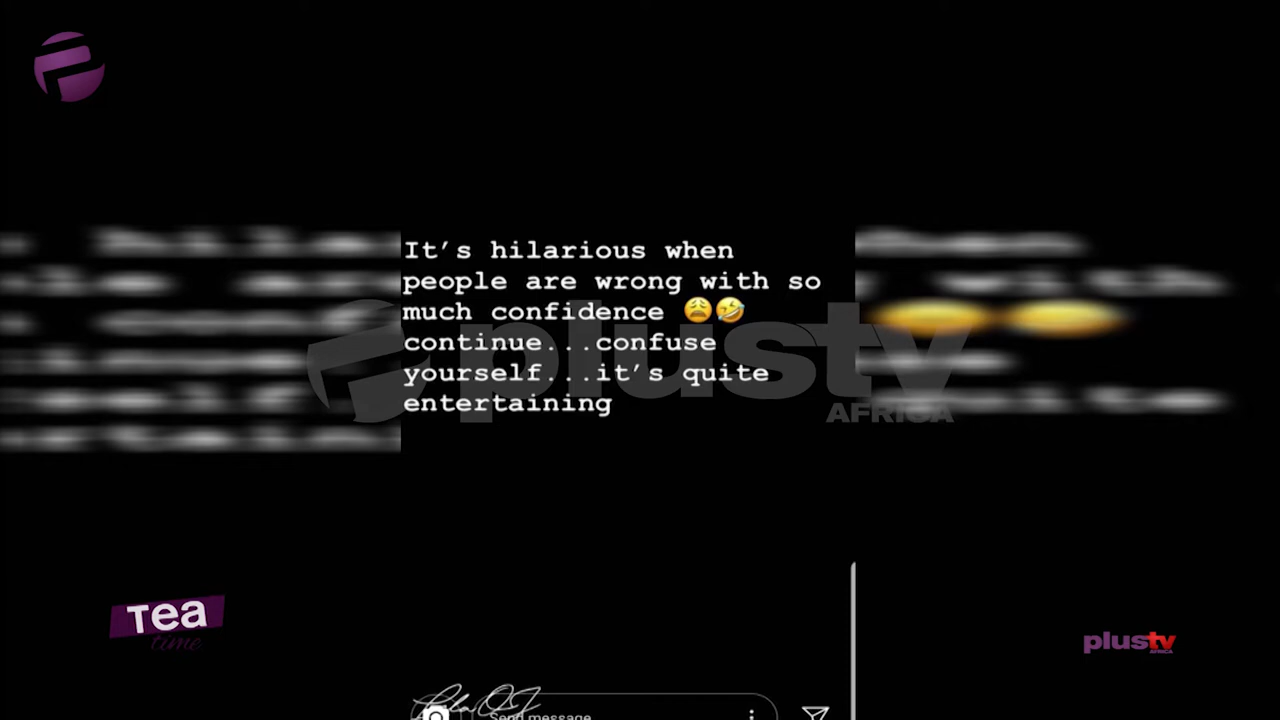 It's hilarious when
people are wrong with so
much confidence 😩🤣
continue...confuse
yourself...it's quite
entertaining
plustv
AFRICA
Tea
time
plustv
AFRICA
Send message